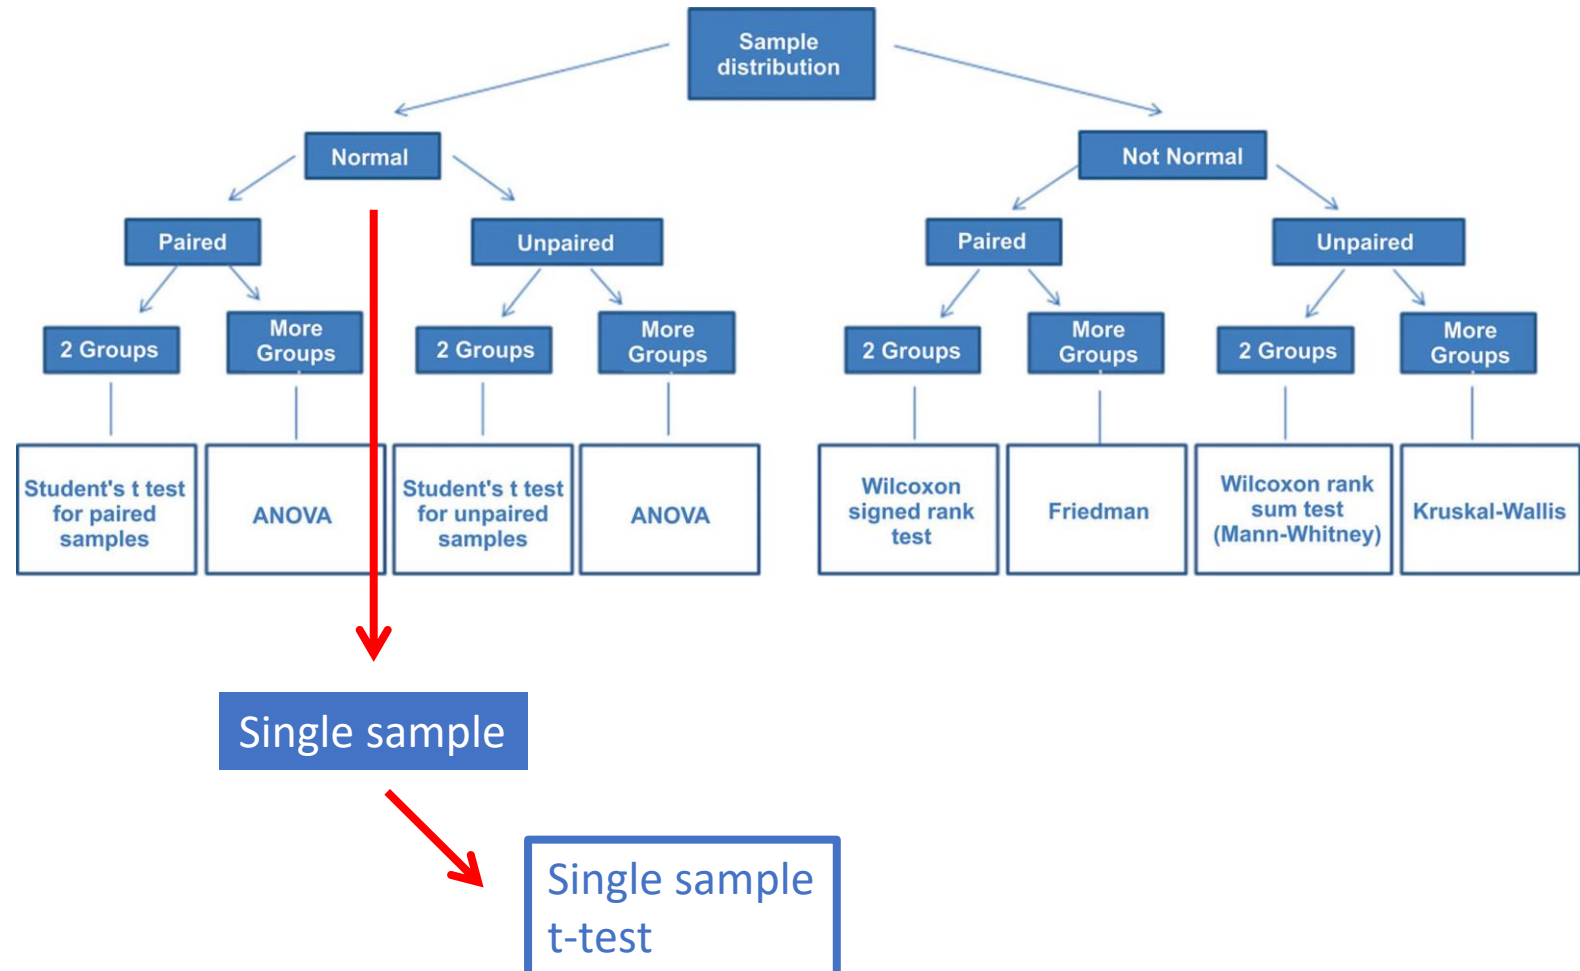 Sample
distribution
Normal
Not Normal
Paired
Unpaired
Paired
Unpaired
2 Groups
More
Groups
2 Groups
More
Groups
2 Groups
More
Groups
2 Groups
More
Groups
Student's t test
for paired
samples
ANOVA
Student's t test
for unpaired
samples
ANOVA
Wilcoxon
signed rank
test
Friedman
Wilcoxon rank
sum test
(Mann-Whitney)
Kruskal-Wallis
Single sample
Single sample
t-test